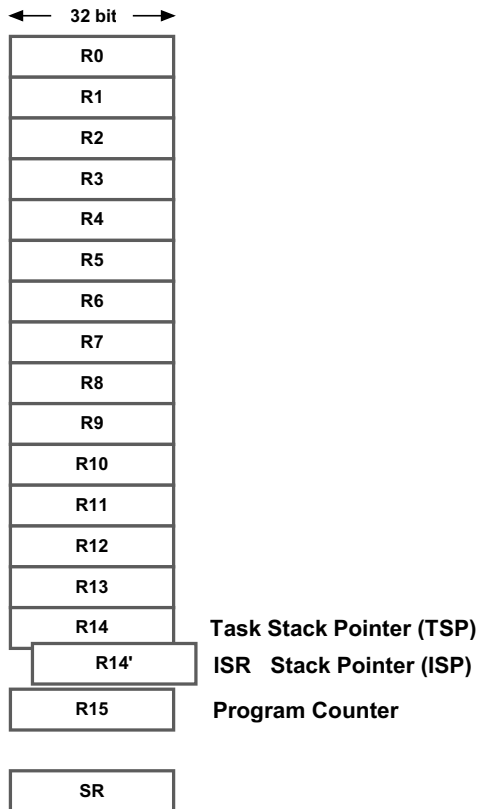 32 bit
R0
R1
R2
R3
R4
R5
R6
R7
R8
R9
R10
R11
R12
R13
R14 Task Stack Pointer (TSP)
R14' ISR Stack Pointer (ISP)
R15 Program Counter
SR